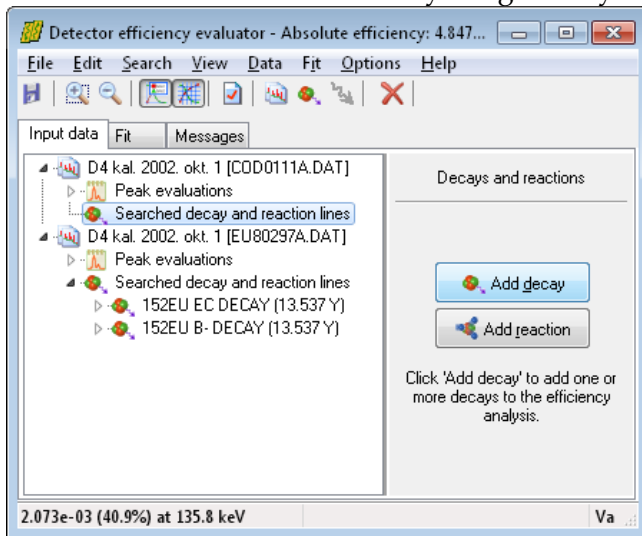 Detector efficiency evaluator - Absolute efficiency: 4.847...
File Edit Search View Data Fit Options Help
Input data Fit Messages
D4 kal. 2002. okt. 1 [COD0111A.DAT]
Peak evaluations
Searched decay and reaction lines
D4 kal. 2002. okt. 1 [EU80297A.DAT]
Peak evaluations
Searched decay and reaction lines
152EU EC DECAY (13.537 Y)
152EU B- DECAY (13.537 Y)
Decays and reactions
Add decay
Add reaction
Click 'Add decay' to add one or
more decays to the efficiency
analysis.
2.073e-03 (40.9%) at 135.8 keV Va